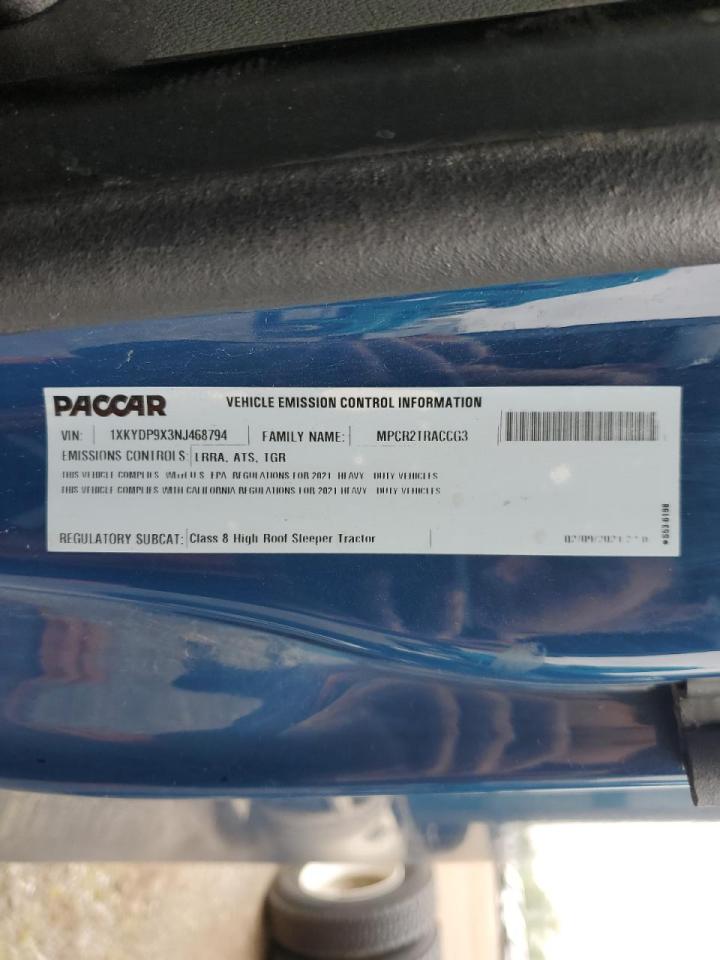 PACCAR VEHICLE EMISSION CONTROL INFORMATION
VIN: 1XKYDP9X3NJ468794 FAMILY NAME: MPCR2TRACCG3
EMISSIONS CONTROLS: LRRA, ATS, TGR
THIS VEHICLE COMPLIES U.S. EPA REGULATIONS FOR 2021 HEAVY DUTY VEHICLES
THIS VEHICLE COMPLIES WITH CALIFORNIA REGULATIONS FOR 2021 HEAVY DUTY VEHICLES
REGULATORY SUBCAT: Class 8 High Roof Sleeper Tractor